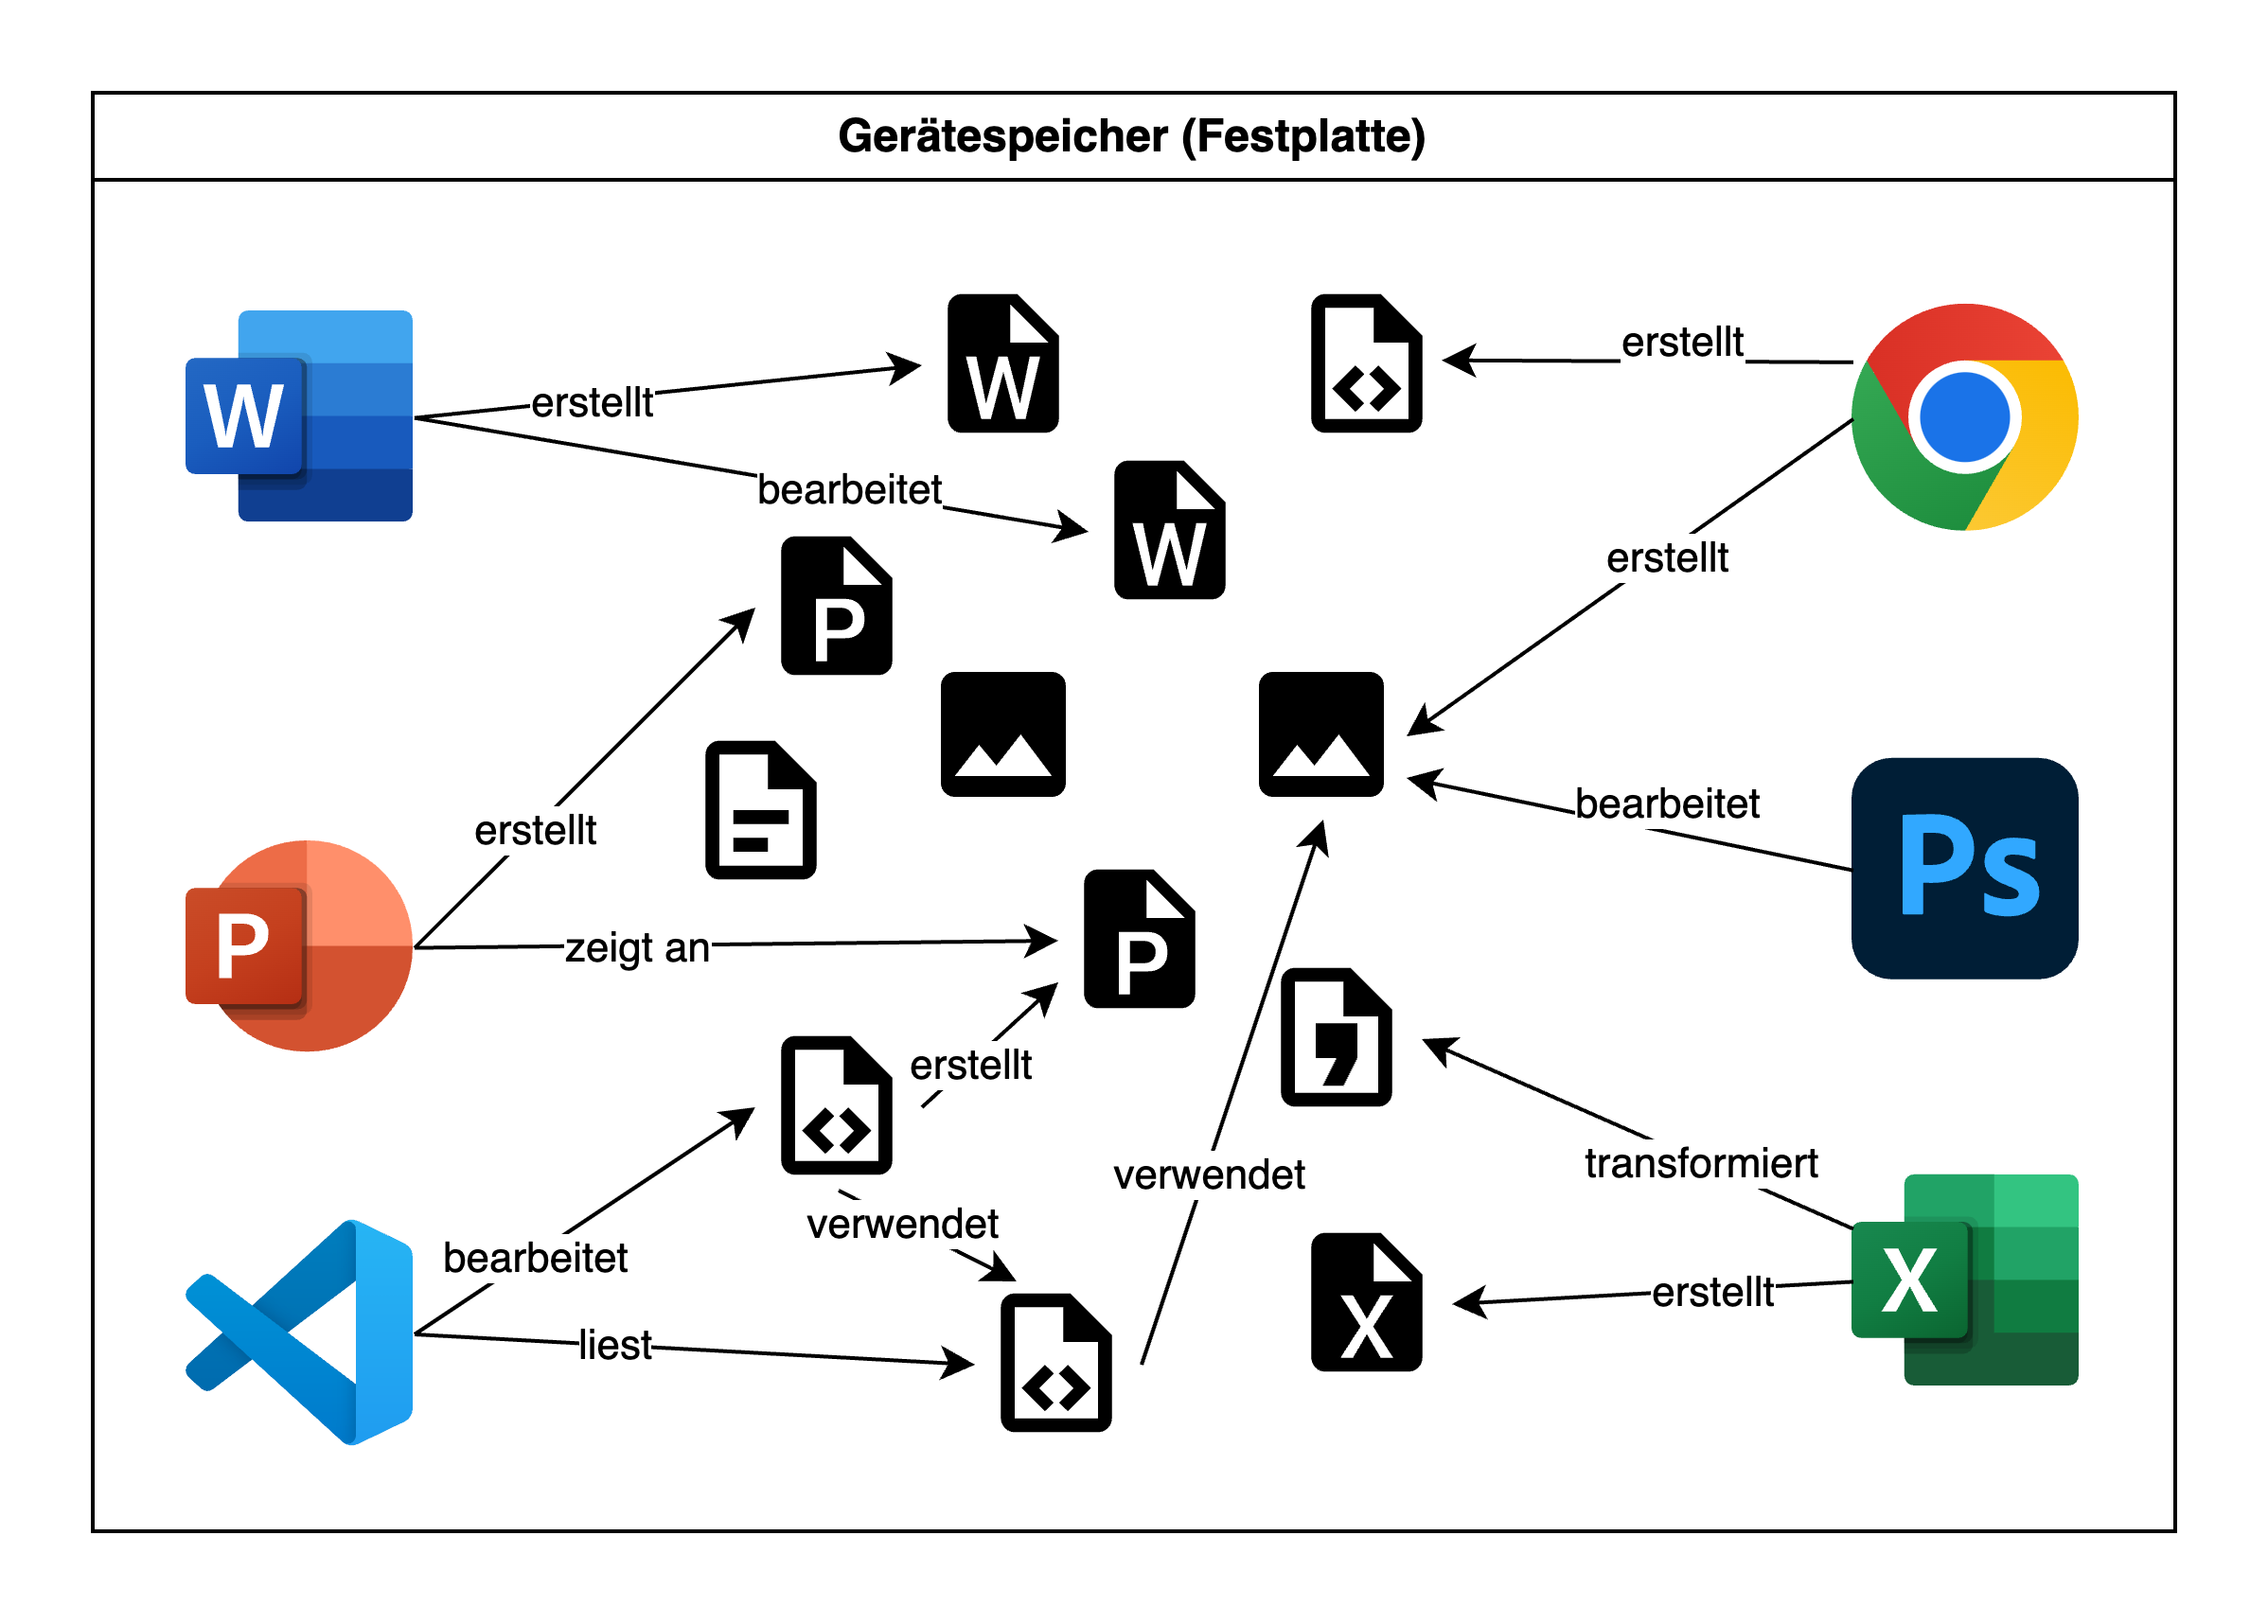 Gerätespeicher (Festplatte)
erstellt
erstellt
W
W
W
bearbeitet
W
erstellt
P
bearbeitet
Ps
erstellt
P
zeigt an
P
erstellt
verwendet
transformiert
verwendet
bearbeitet
X
erstellt
X
liest